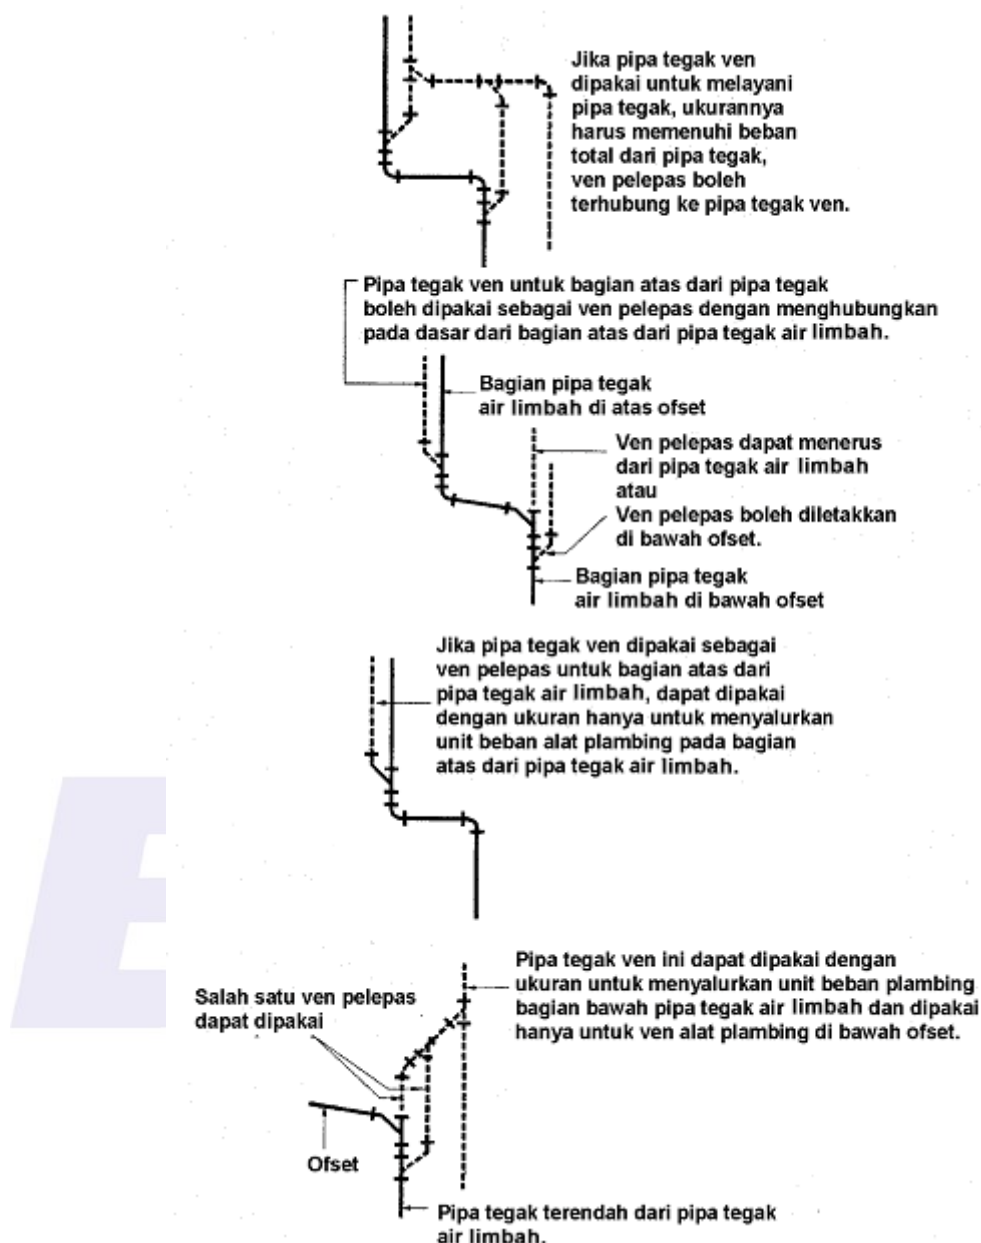 Jika pipa tegak ven
dipakai untuk melayani
pipa tegak, ukurannya
harus memenuhi beban
total dari pipa tegak,
ven pelepas boleh
terhubung ke pipa tegak ven.
Pipa tegak ven untuk bagian atas dari pipa tegak
boleh dipakai sebagai ven pelepas dengan menghubungkan
pada dasar dari bagian atas dari pipa tegak air limbah.
Bagian pipa tegak
air limbah di atas ofset
Ven pelepas dapat menerus
dari pipa tegak air limbah
atau
Ven pelepas boleh diletakkan
di bawah ofset.
Bagian pipa tegak
air limbah di bawah ofset
Jika pipa tegak ven dipakai sebagai
ven pelepas untuk bagian atas dari
pipa tegak air limbah, dapat dipakai
dengan ukuran hanya untuk menyalurkan
unit beban alat plambing pada bagian
atas dari pipa tegak air limbah.
Pipa tegak ven ini dapat dipakai dengan
ukuran untuk menyalurkan unit beban plambing
bagian bawah pipa tegak air limbah dan dipakai
hanya untuk ven alat plambing di bawah ofset.
Salah satu ven pelepas
dapat dipakai
Ofset
Pipa tegak terendah dari pipa tegak
air limbah.